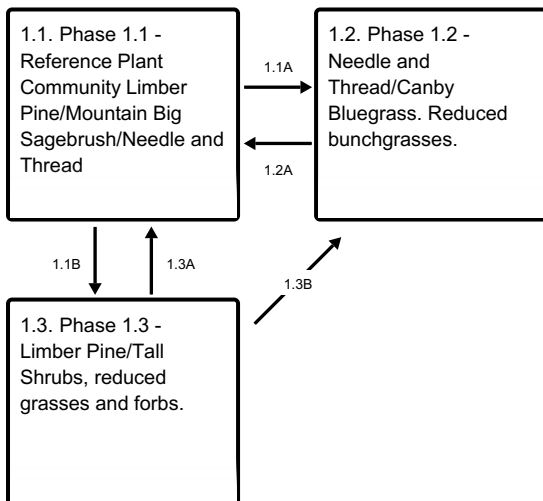 1.1. Phase 1.1 -
Reference Plant
Community Limber
Pine/Mountain Big
Sagebrush/Needle and
Thread
1.1A
1.2A
1.2. Phase 1.2 -
Needle and
Thread/Canby
Bluegrass. Reduced
bunchgrasses.
1.1B
1.3A
1.3B
1.3. Phase 1.3 -
Limber Pine/Tall
Shrubs, reduced
grasses and forbs.